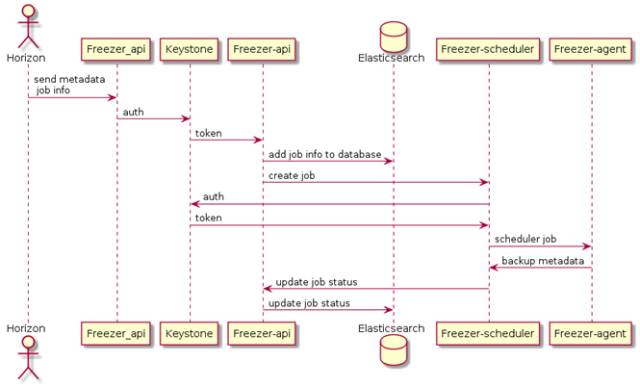 Horizon
Freezer_api
Keystone
Freezer-api
Elasticsearch
Freezer-scheduler
Freezer-agent
send metadata
job info
auth
token
add job info to database
create job
auth
token
scheduler job
backup metadata
update job status
update job status
Horizon
Freezer_api
Keystone
Freezer-api
Elasticsearch
Freezer-scheduler
Freezer-agent